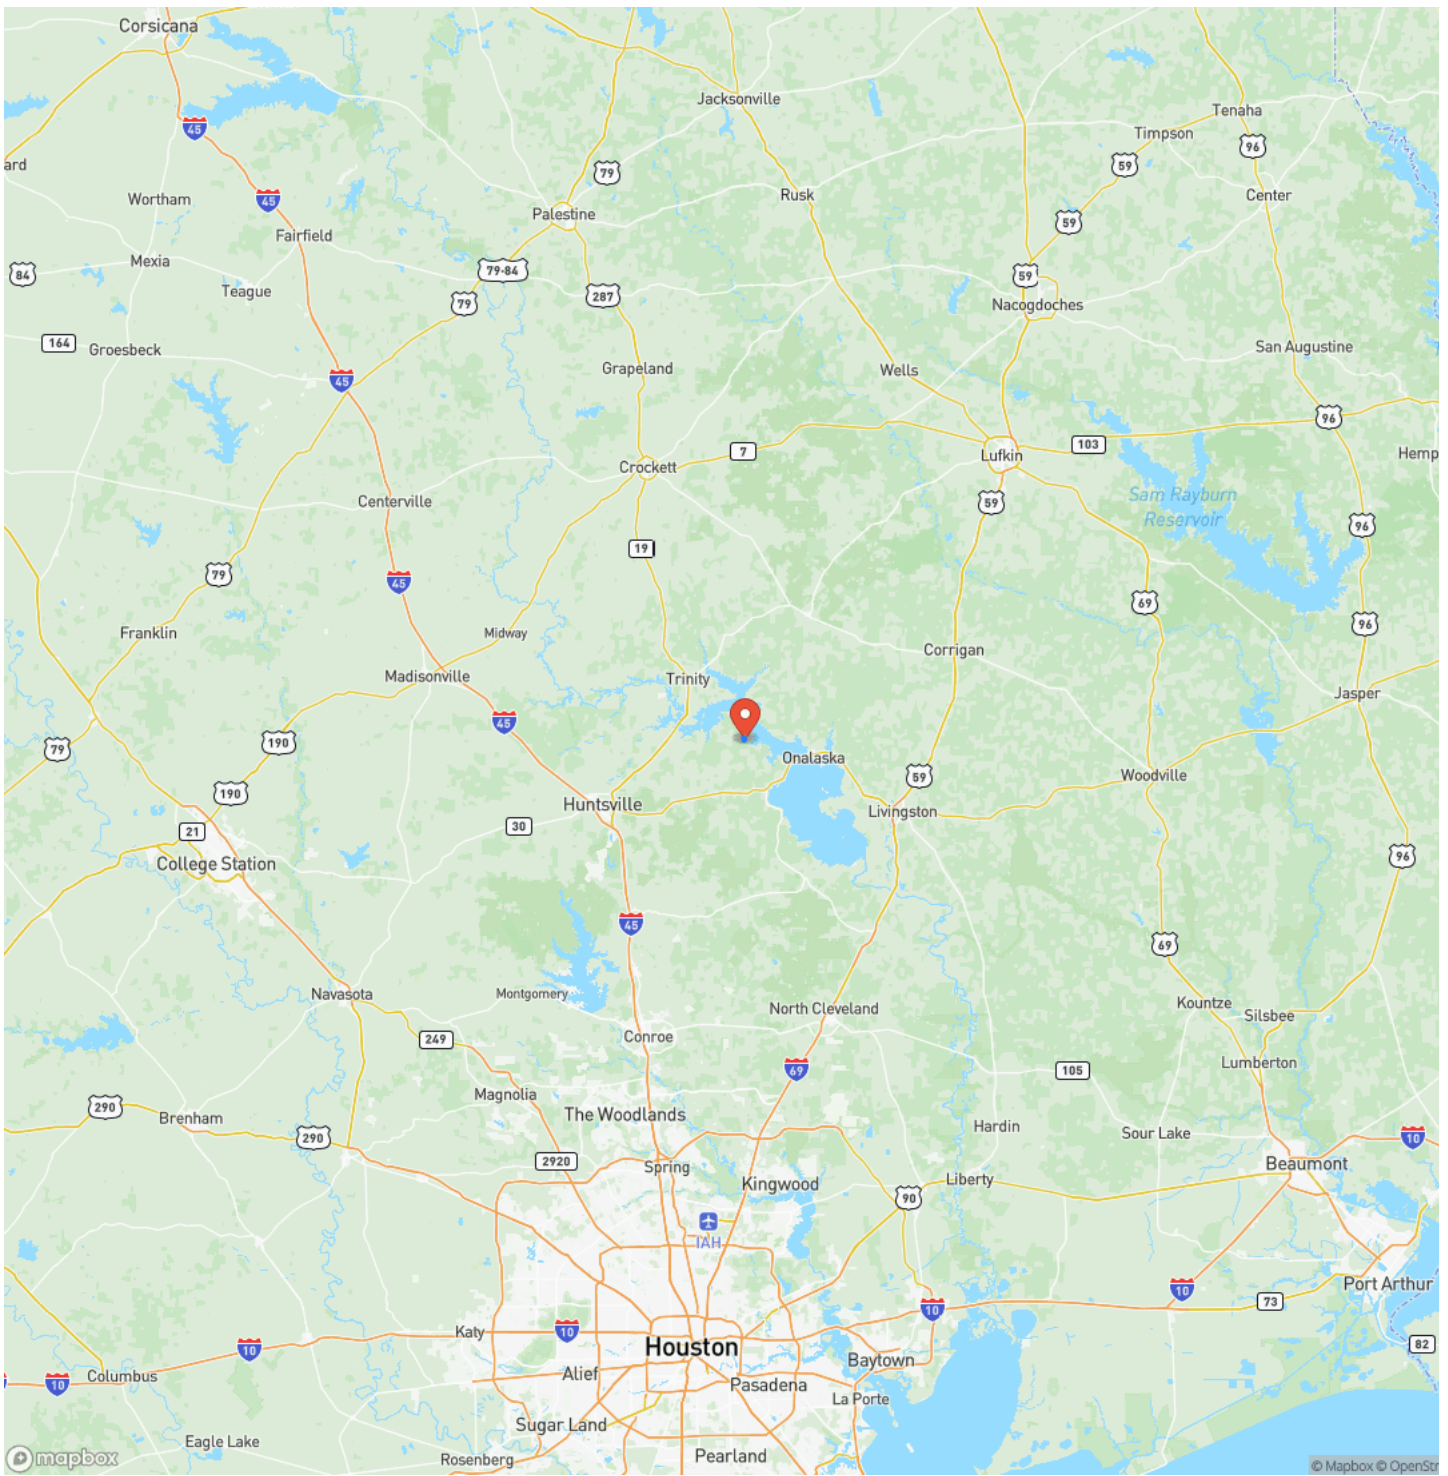 Corsicana
Jacksonville
Tenaha
45
Timpson
96
ard
59
79
Wortham
45
Rusk
Center
Palestine
59
Fairfield
Mexia
84
79-84
59
Teague
79
287
Nacogdoches
164
Groesbeck
San Augustine
Grapeland
Wells
45
96
7
103
Lufkin
Hemp
Crockett
Centerville
59
Sam Rayburn
Reservoir
96
19
79
45
69
96
Franklin
Midway
Corrigan
Madisonville
Trinity
Jasper
45
190
79
Onalaska
59
Woodville
190
Huntsville
Livingston
30
21
College Station
96
45
69
Navasota
Montgomery
North Cleveland
Kountze
Silsbee
249
Conroe
Lumberton
69
105
Magnolia
290
Brenham
The Woodlands
Hardin
290
Sour Lake
10
2920
Spring
Beaumont
Kingwood
Liberty
90
IAH
Port Arthur
10
10
73
Katy
10
Houston
82
10
Columbus
10
Alief
Baytown
Pasadena
La Porte
Sugar Land
Eagle Lake
Pearland
Rosenberg
mapbox
© Mapbox © OpenStr